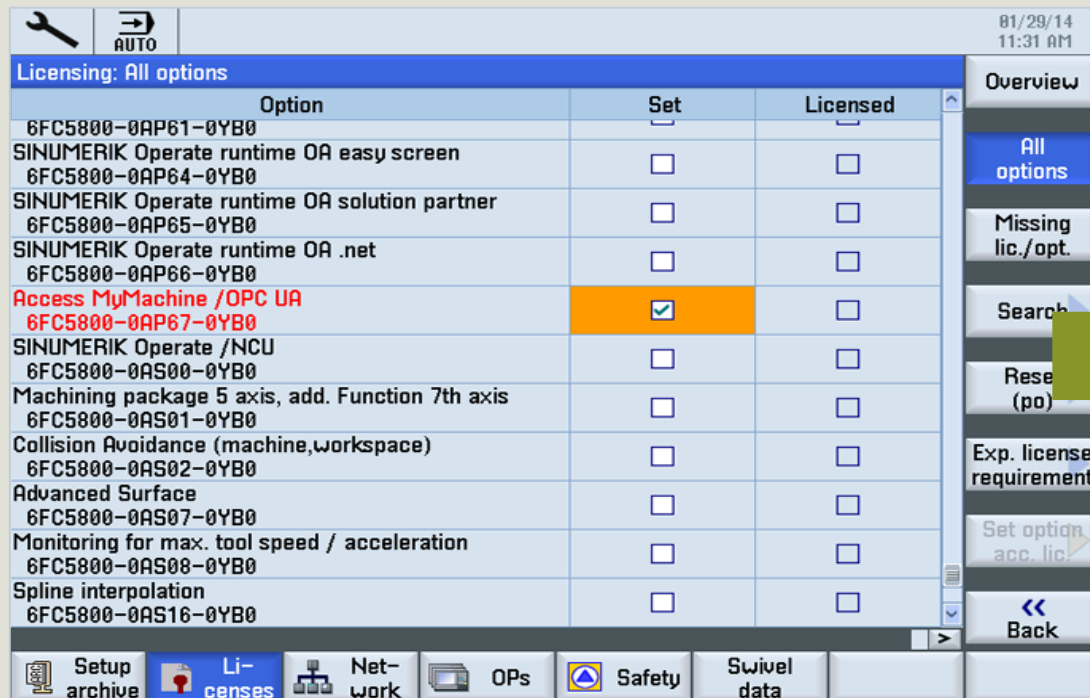 AUTO
01/29/14
11:31 AM
Licensing: All options
Option Set Licensed
6FC5800-0AP61-0YB0
SINUMERIK Operate runtime OA easy screen
6FC5800-0AP64-0YB0
SINUMERIK Operate runtime OA solution partner
6FC5800-0AP65-0YB0
SINUMERIK Operate runtime OA .net
6FC5800-0AP66-0YB0
Access MyMachine /OPC UA
6FC5800-0AP67-0YB0
SINUMERIK Operate /NCU
6FC5800-0AS00-0YB0
Machining package 5 axis, add. Function 7th axis
6FC5800-0AS01-0YB0
Collision Avoidance (machine,workspace)
6FC5800-0AS02-0YB0
Advanced Surface
6FC5800-0AS07-0YB0
Monitoring for max. tool speed / acceleration
6FC5800-0AS08-0YB0
Spline interpolation
6FC5800-0AS16-0YB0
Overview
All
options
Missing
lic./opt.
Search
Rese
(po)
Exp. license
requirement
Set option
acc. lic.
<<
Back
>
Setup
archive
Li-
censes
Net-
work
OPs
Safety
Swivel
data